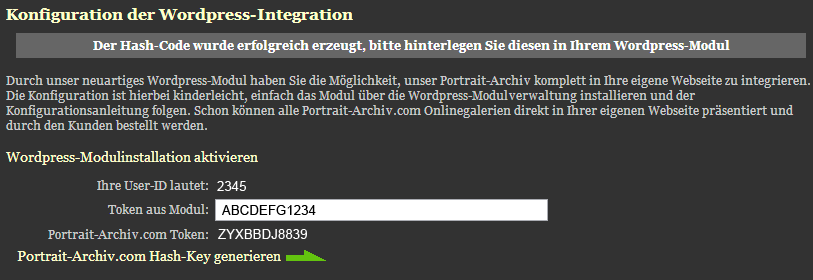 Konfiguration der Wordpress-Integration
Der Hash-Code wurde erfolgreich erzeugt, bitte hinterlegen Sie diesen in Ihrem Wordpress-Modul
Durch unser neuartiges Wordpress-Modul haben Sie die Möglichkeit, unser Portrait-Archiv komplett in Ihre eigene Webseite zu integrieren.
Die Konfiguration ist hierbei kinderleicht, einfach das Modul über die Wordpress-Modulverwaltung installieren und der
Konfigurationsanleitung folgen. Schon können alle Portrait-Archiv.com Onlinegalerien direkt in Ihrer eigenen Webseite präsentiert und
durch den Kunden bestellt werden.
Wordpress-Modulinstallation aktivieren
Ihre User-ID lautet: 2345
Token aus Modul: ABCDEFG1234
Portrait-Archiv.com Token: ZYXBBDJ8839
Portrait-Archiv.com Hash-Key generieren